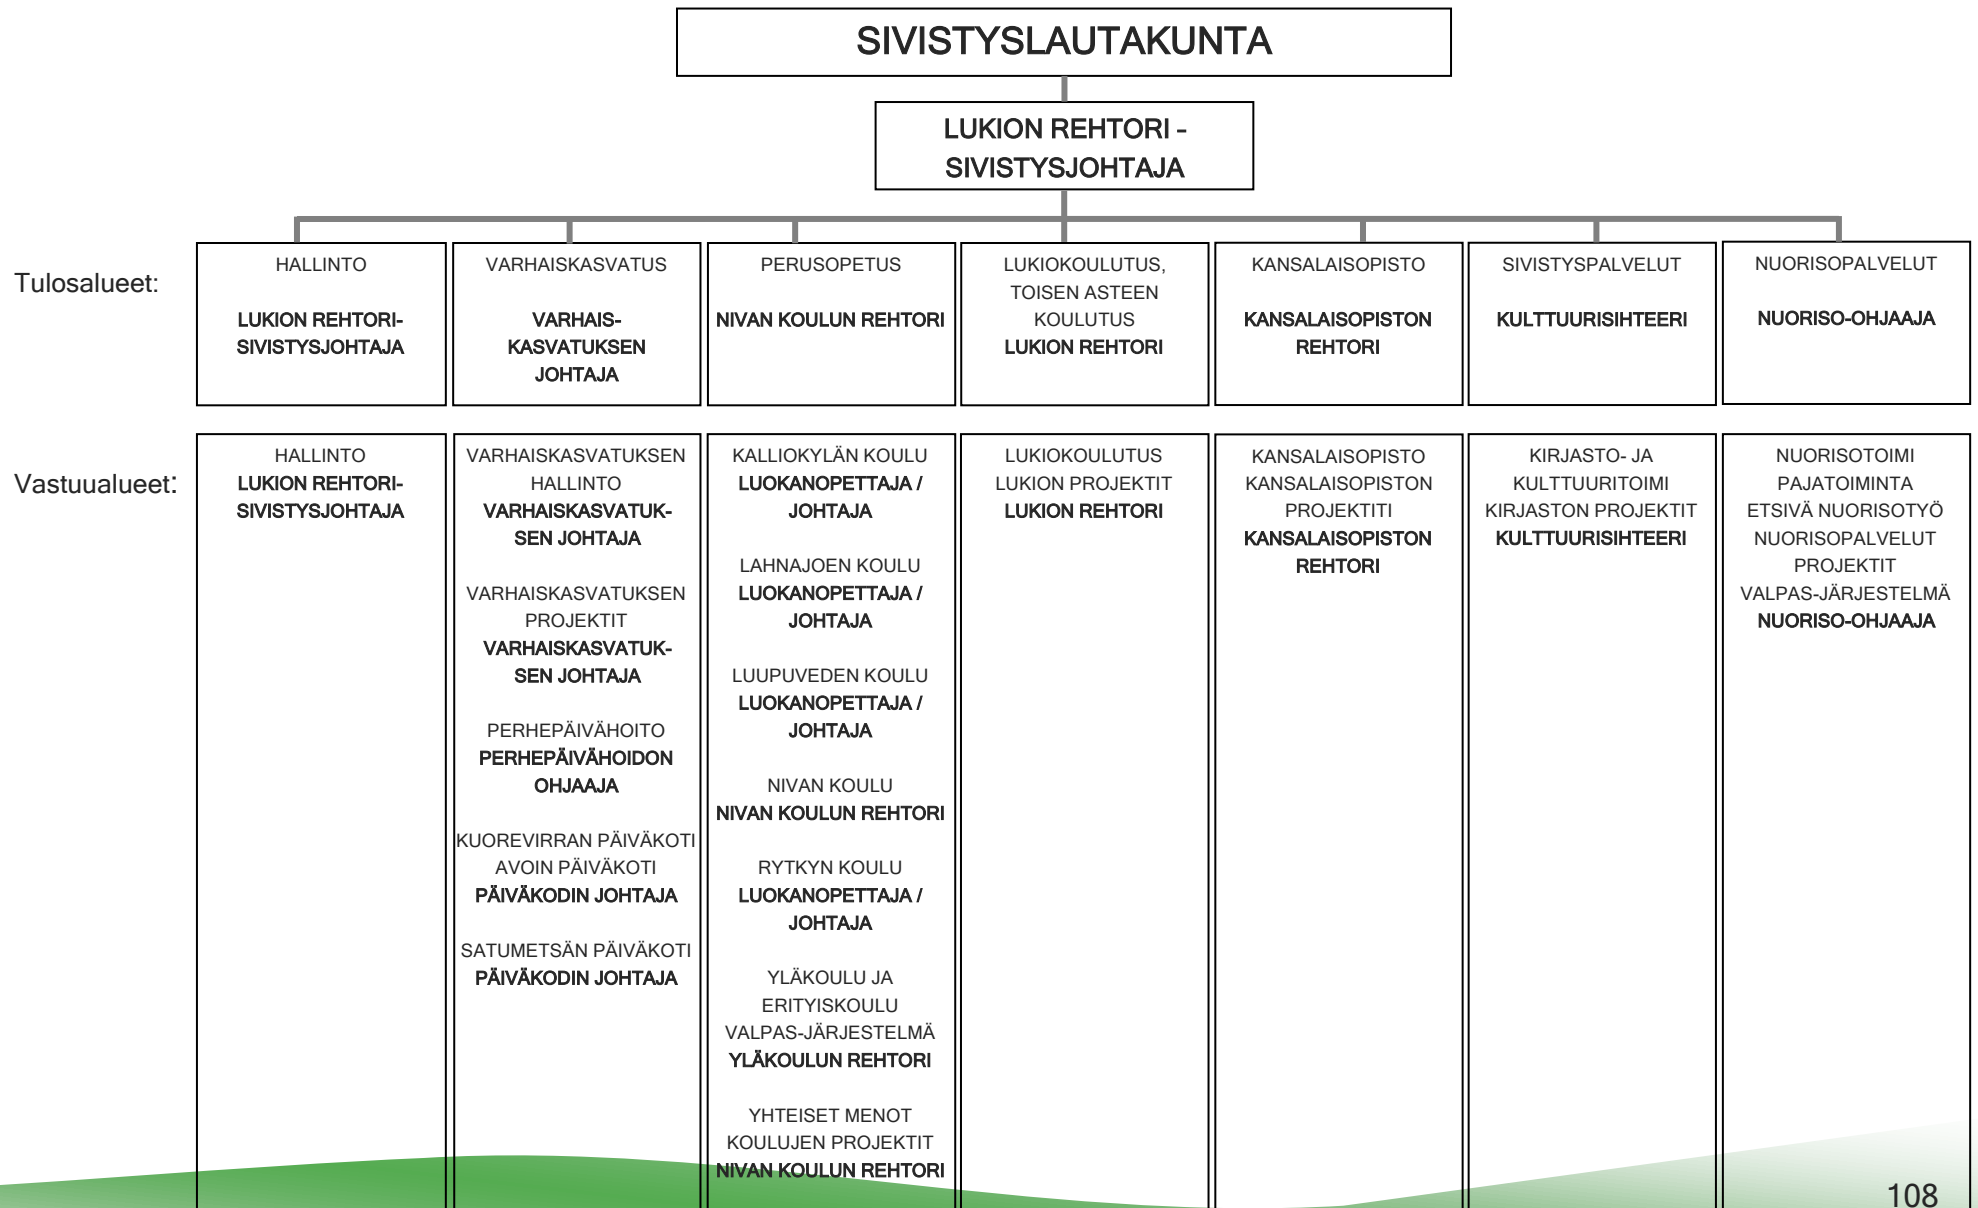 SIVISTYSLAUTAKUNTA
LUKION REHTORI -
SIVISTYSJOHTAJA
Tulosalueet:
HALLINTO
LUKION REHTORI-
SIVISTYSJOHTAJA
VARHAISKASVATUS
VARHAIS-
KASVATUKSEN
JOHTAJA
PERUSOPETUS
NIVAN KOULUN REHTORI
LUKIOKOULUTUS,
TOISEN ASTEEN
KOULUTUS
LUKION REHTORI
KANSALAISOPISTO
KANSALAISOPISTON
REHTORI
SIVISTYSPALVELUT
KULTTUURISIHTEERI
NUORISOPALVELUT
NUORISO-OHJAAJA
Vastuualueet:
HALLINTO
LUKION REHTORI-
SIVISTYSJOHTAJA
VARHAISKASVATUKSEN
HALLINTO
VARHAISKASVATUK-
SEN JOHTAJA
VARHAISKASVATUKSEN
PROJEKTIT
VARHAISKASVATUK-
SEN JOHTAJA
PERHEPÄIVÄHOITO
PERHEPÄIVÄHOIDON
OHJAAJA
KUOREVIRRAN PÄIVÄKOTI
AVOIN PÄIVÄKOTI
PÄIVÄKODIN JOHTAJA
SATUMETSÄN PÄIVÄKOTI
PÄIVÄKODIN JOHTAJA
KALLIOKYLÄN KOULU
LUOKANOPETTAJA /
JOHTAJA
LAHNAJOEN KOULU
LUOKANOPETTAJA /
JOHTAJA
LUUPUVEDEN KOULU
LUOKANOPETTAJA /
JOHTAJA
NIVAN KOULU
NIVAN KOULUN REHTORI
RYTKYN KOULU
LUOKANOPETTAJA /
JOHTAJA
YLÄKOULU JA
ERITYISKOULU
VALPAS-JÄRJESTELMÄ
YLÄKOULUN REHTORI
YHTEISET MENOT
KOULUJEN PROJEKTIT
NIVAN KOULUN REHTORI
LUKIOKOULUTUS
LUKION PROJEKTIT
LUKION REHTORI
KANSALAISOPISTO
KANSALAISOPISTON
PROJEKTITI
KANSALAISOPISTON
REHTORI
KIRJASTO- JA
KULTTUURITOIMI
KIRJASTON PROJEKTIT
KULTTUURISIHTEERI
NUORISOTOIMI
PAJATOIMINTA
ETSIVÄ NUORISOTYÖ
NUORISOPALVELUT
PROJEKTIT
VALPAS-JÄRJESTELMÄ
NUORISO-OHJAAJA
108